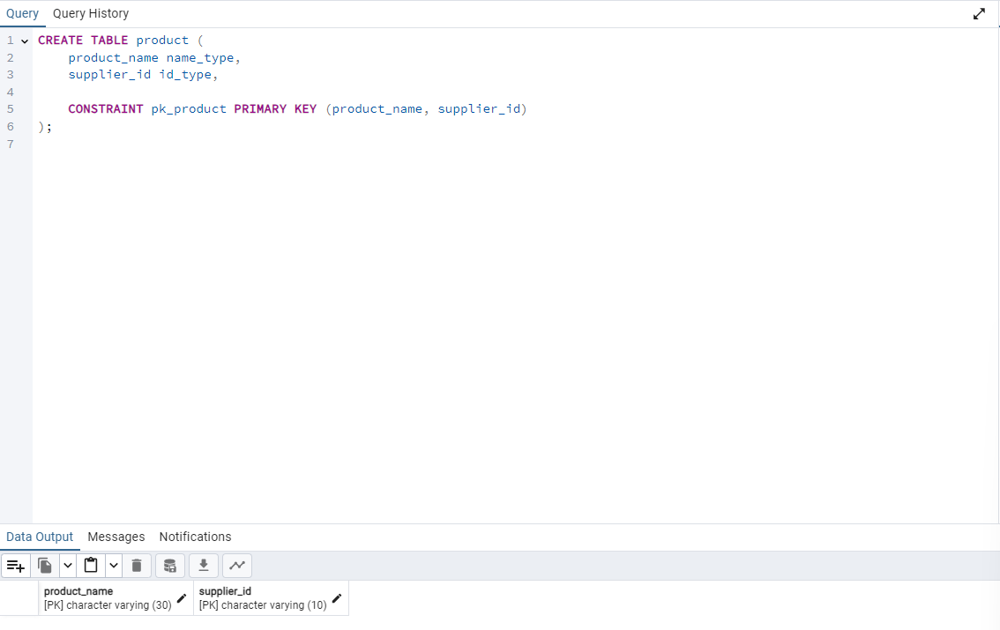 Query Query History
1 CREATE TABLE product (
2 product_name name_type,
3 supplier_id id_type,
4
5 CONSTRAINT pk_product PRIMARY KEY (product_name, supplier_id)
6 );
7
Data Output Messages Notifications
product_name supplier_id
[PK] character varying (30) [PK] character varying (10)